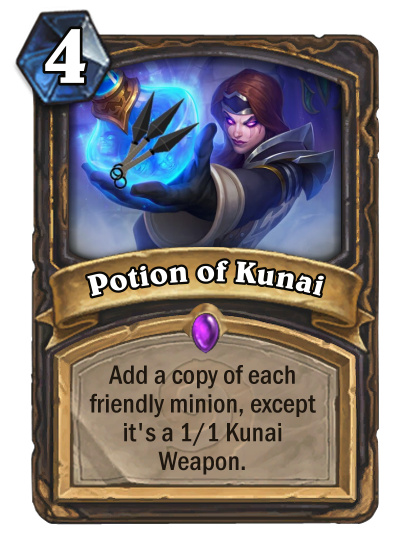 4
Potion of Kunai
Add a copy of each
friendly minion, except
it's a 1/1 Kunai
Weapon.